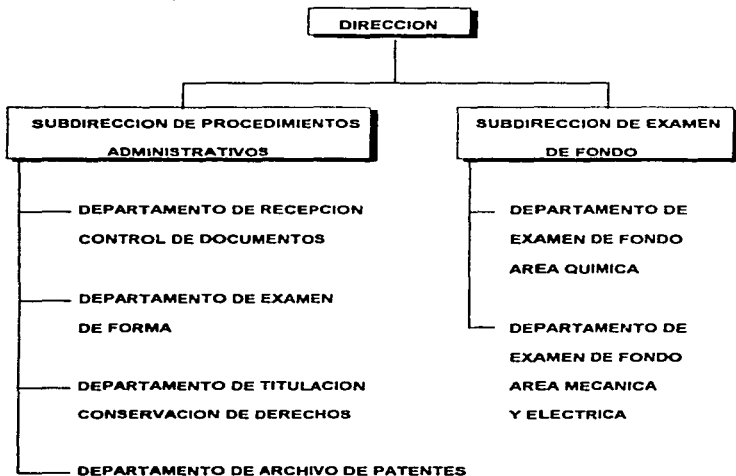 DIRECCION
SUBDIRECCION DE PROCEDIMIENTOS
ADMINISTRATIVOS
SUBDIRECCION DE EXAMEN
DE FONDO
DEPARTAMENTO DE RECEPCION
CONTROL DE DOCUMENTOS
DEPARTAMENTO DE EXAMEN
DE FORMA
DEPARTAMENTO DE TITULACION
CONSERVACION DE DERECHOS
DEPARTAMENTO DE ARCHIVO DE PATENTES
DEPARTAMENTO DE
EXAMEN DE FONDO
AREA QUIMICA
DEPARTAMENTO DE
EXAMEN DE FONDO
AREA MECANICA
Y ELECTRICA